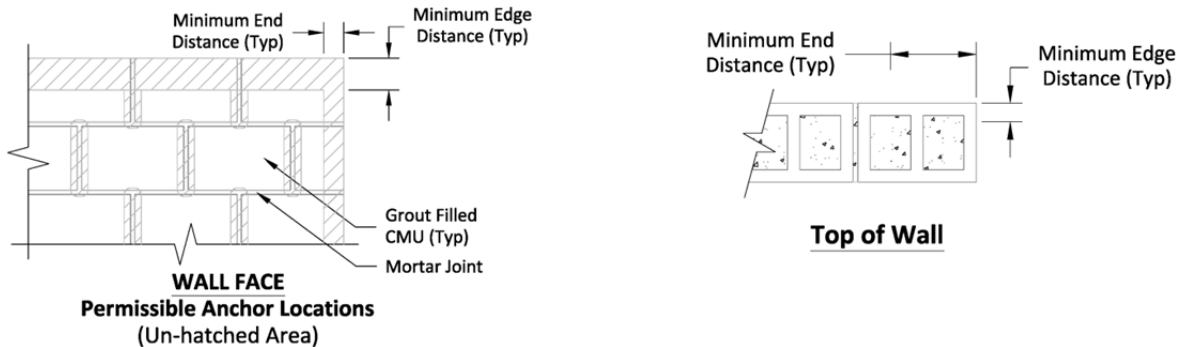 Minimum End
Distance (Typ)
Minimum Edge
Distance (Typ)
Grout Filled
CMU (Typ)
Mortar Joint
WALL FACE
Permissible Anchor Locations
(Un-hatched Area)
Minimum End
Distance (Typ)
Minimum Edge
Distance (Typ)
Top of Wall